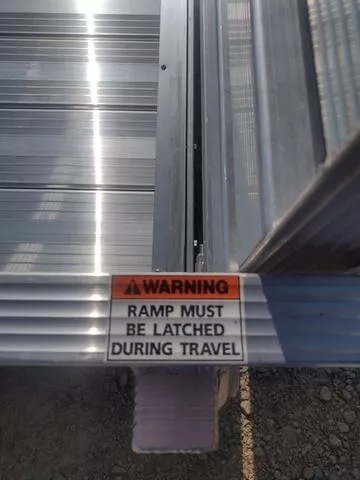 WARNING
RAMP MUST
BE LATCHED
DURING TRAVEL